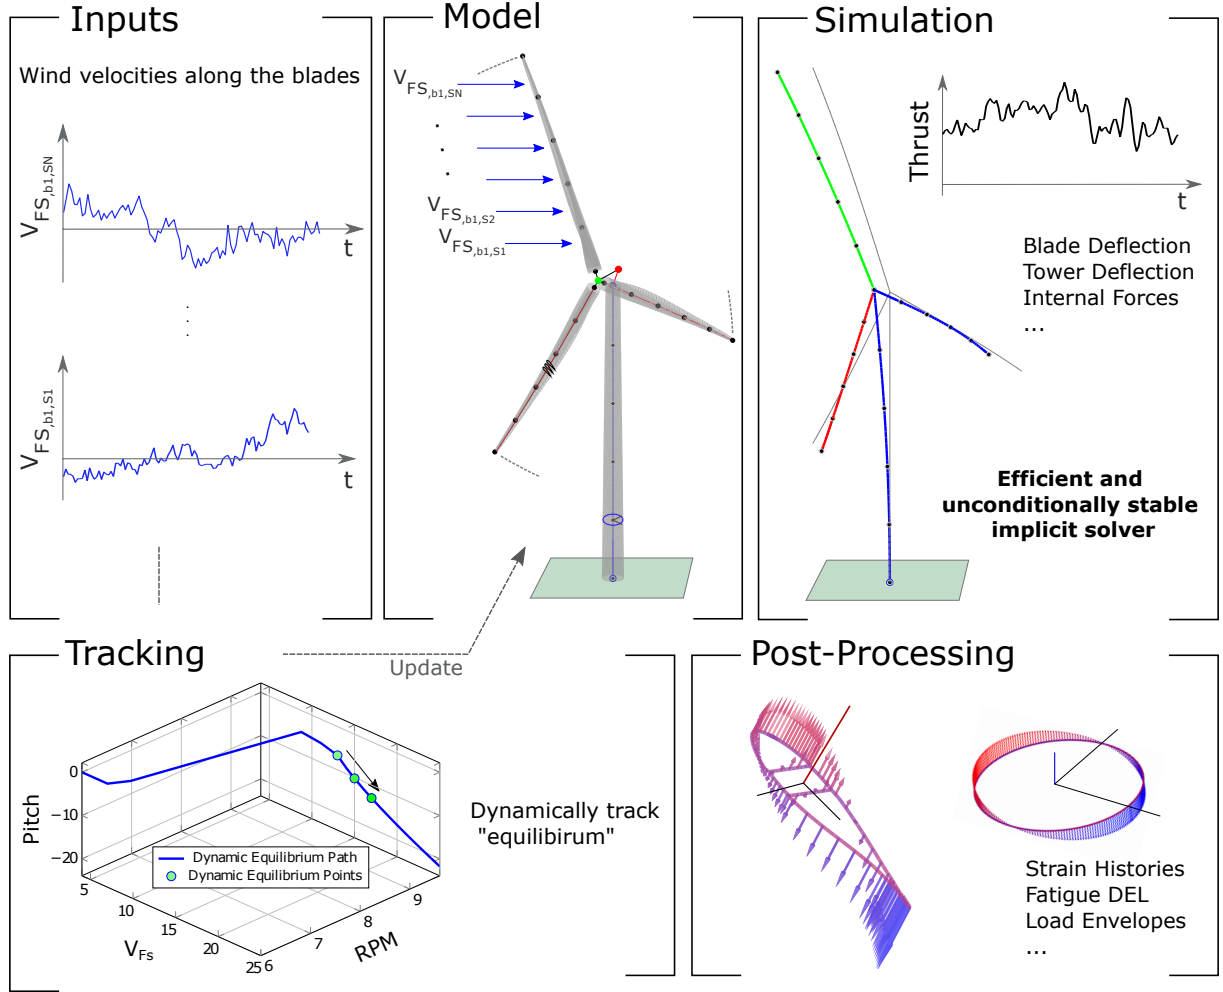 Inputs
Wind velocities along the blades
V_FS,b1,SN
t
.
.
.
V_FS,b1,S1
t
Model
V_FS,b1,SN
.
.
.
V_FS,b1,S2
V_FS,b1,S1
Simulation
Thrust
t
Blade Deflection
Tower Deflection
Internal Forces
...
Efficient and
unconditionally stable
implicit solver
Tracking
Update
Pitch
0
−10
−20
Dynamic Equilibrium Path
Dynamic Equilibrium Points
5
10
15
20
25
V_Fs
6
7
8
9
RPM
Dynamically track
"equilibirum"
Post-Processing
Strain Histories
Fatigue DEL
Load Envelopes
...